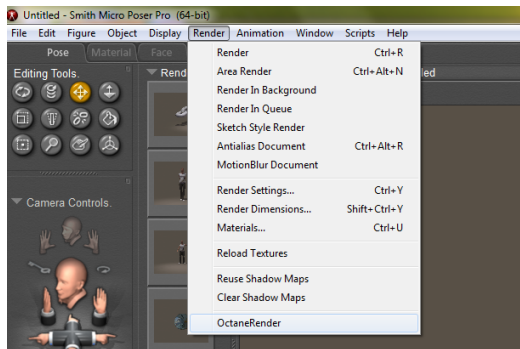 Untitled - Smith Micro Poser Pro (64-bit)
File Edit Figure Object Display Render Animation Window Scripts Help
Pose Material Face
Editing Tools.
Rend
led
Render Ctrl+R
Area Render Ctrl+Alt+N
Render In Background
Render In Queue
Sketch Style Render
Antialias Document Ctrl+Alt+R
MotionBlur Document
Render Settings... Ctrl+Y
Render Dimensions... Shift+Ctrl+Y
Materials... Ctrl+U
Reload Textures
Reuse Shadow Maps
Clear Shadow Maps
OctaneRender
Camera Controls.